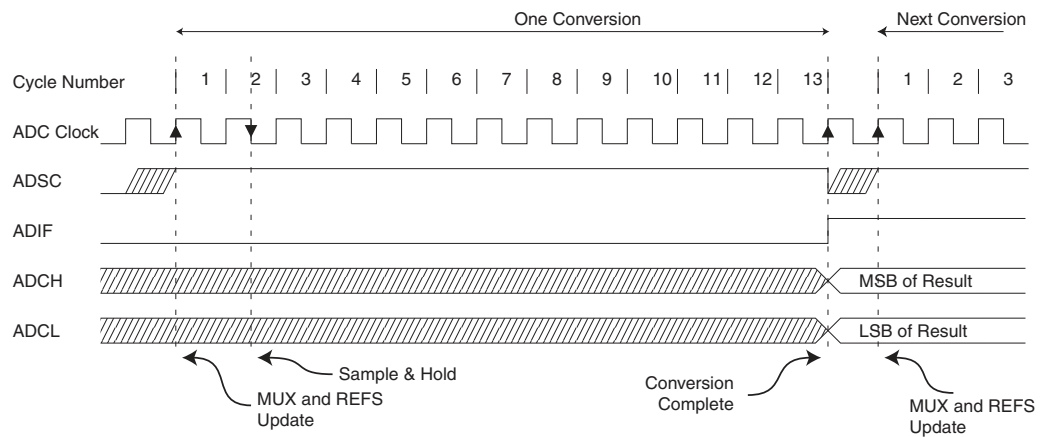 One Conversion
Next Conversion
Cycle Number
1 2 3 4 5 6 7 8 9 10 11 12 13 1 2 3
ADC Clock
ADSC
ADIF
ADCH
MSB of Result
ADCL
LSB of Result
Sample & Hold
MUX and REFS
Update
Conversion
Complete
MUX and REFS
Update